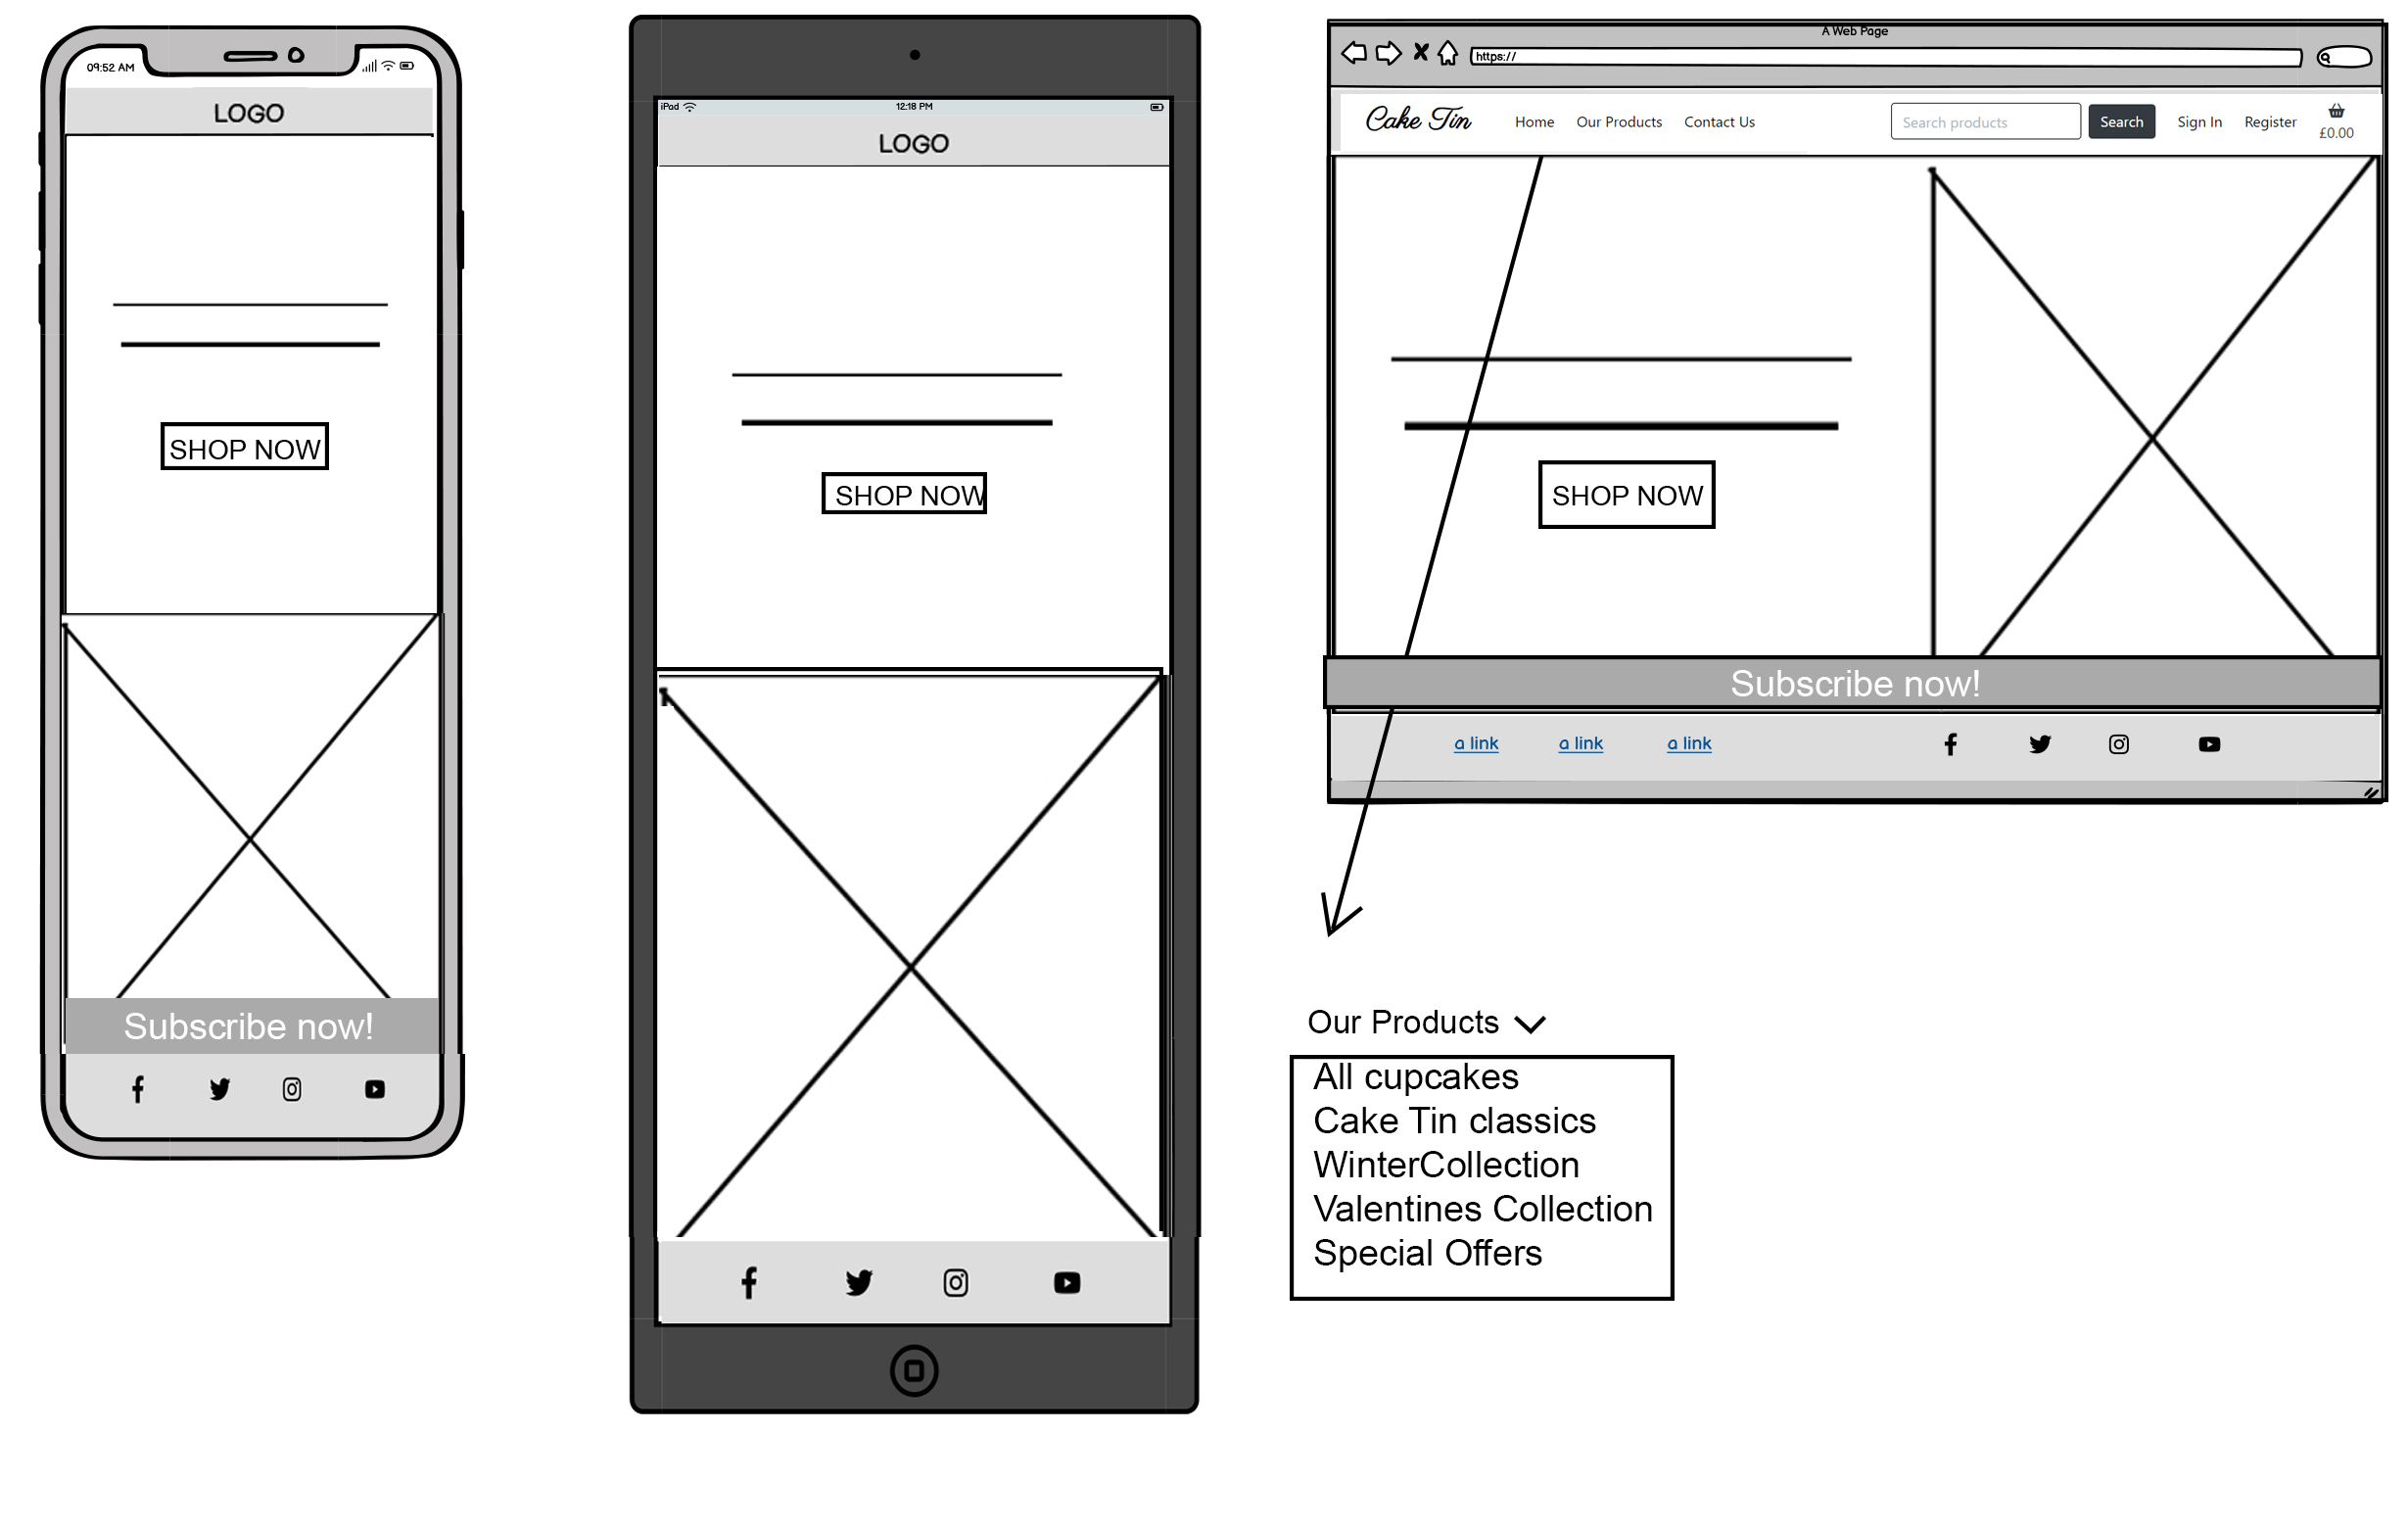 09:52 AM
LOGO
SHOP NOW
Subscribe now!
iPad
12:18 PM
LOGO
SHOP NOW
A Web Page
https://
Cake Tin
Home Our Products Contact Us
Search products
Search
Sign In Register
£0.00
SHOP NOW
Subscribe now!
a link a link a link
Our Products
All cupcakes
Cake Tin classics
WinterCollection
Valentines Collection
Special Offers